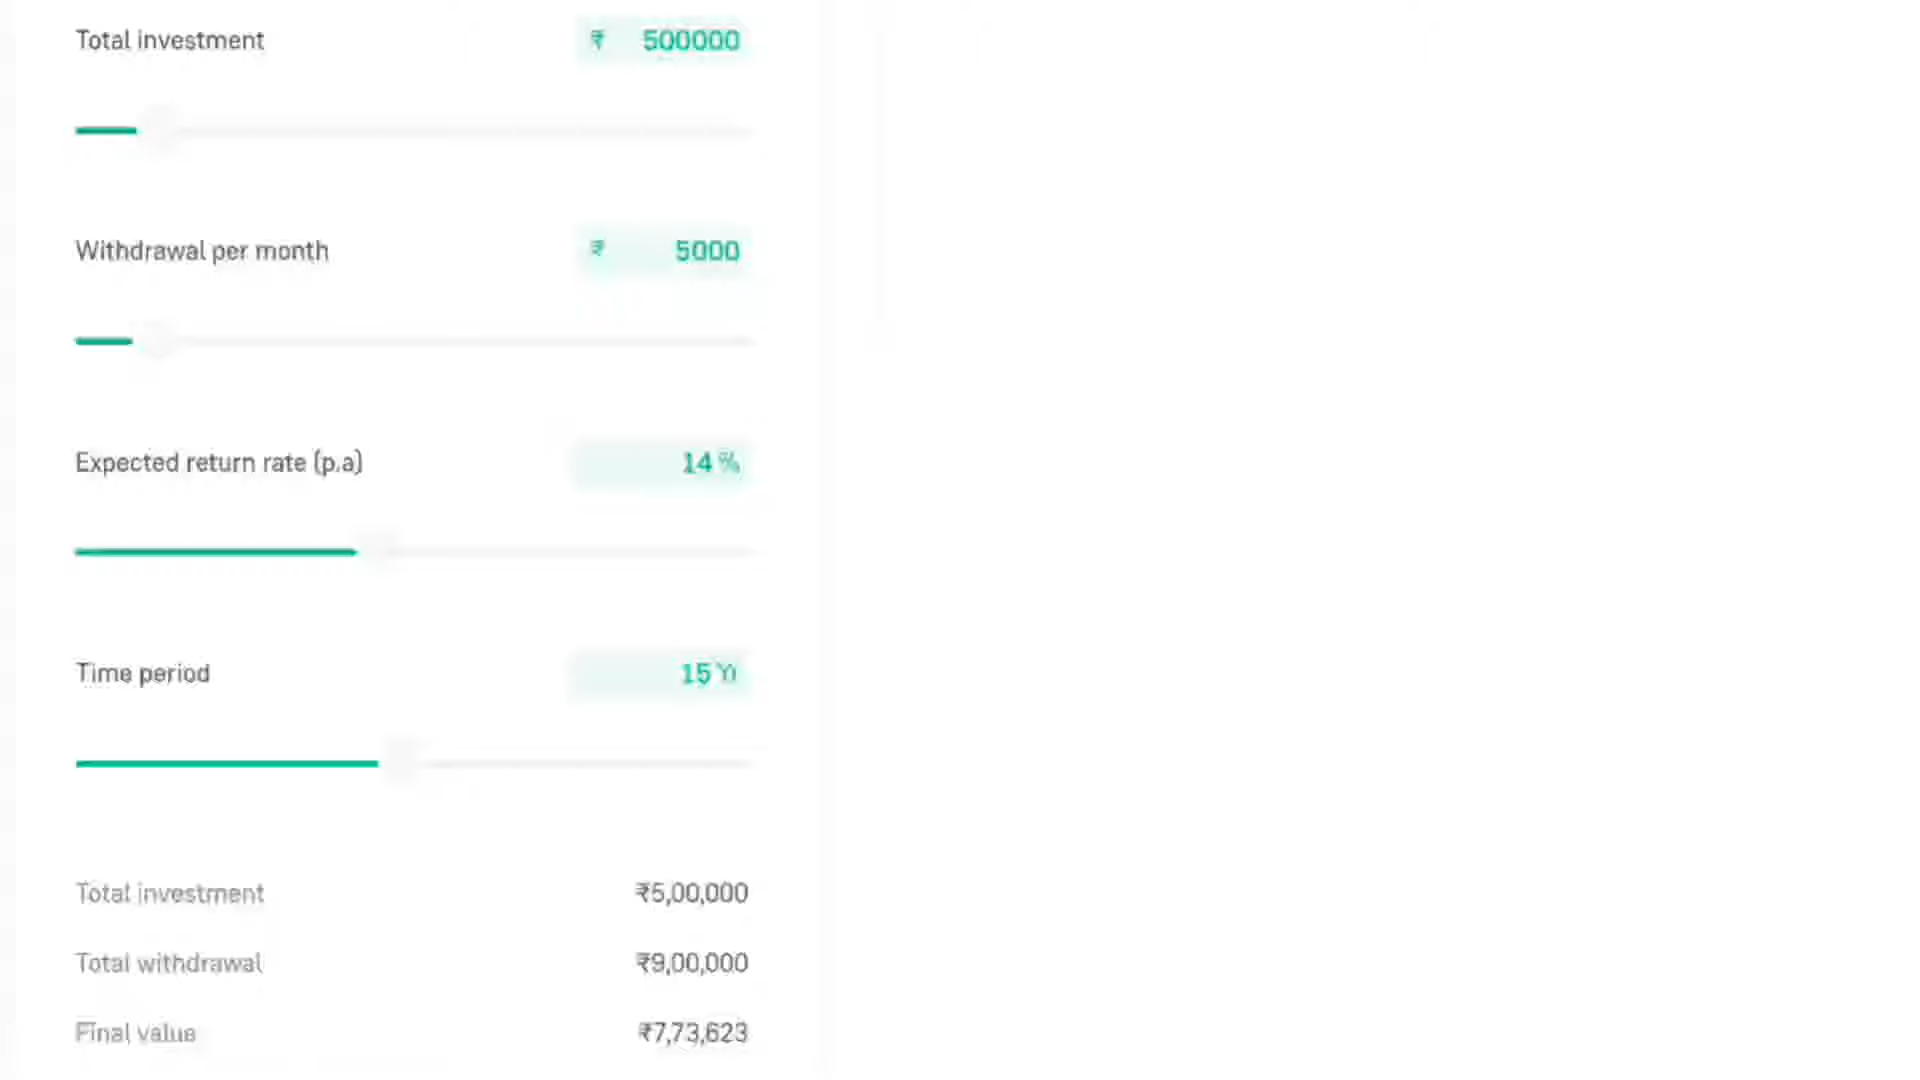 Total investment ₹ 500000
Withdrawal per month ₹ 5000
Expected return rate (p.a) 14 %
Time period 15 Yr
Total investment ₹5,00,000
Total withdrawal ₹9,00,000
Final value ₹7,73,623